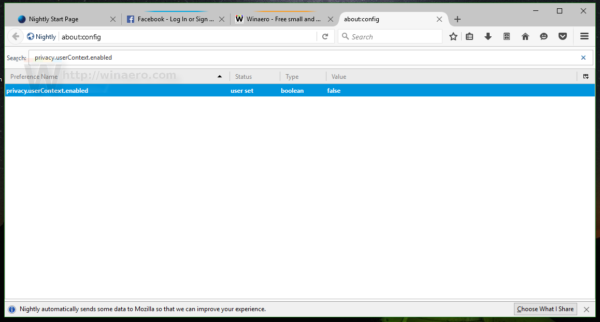 Nightly Start Page
Facebook - Log In or Sign ...
Winaero - Free small and ...
about:config
Nightly
about:config
Search
Search:
privacy.userContext.enabled
Preference Name
Status
Type
Value
W http://winaero.com
privacy.userContext.enabled
user set
boolean
false
Nightly automatically sends some data to Mozilla so that we can improve your experience.
Choose What I Share